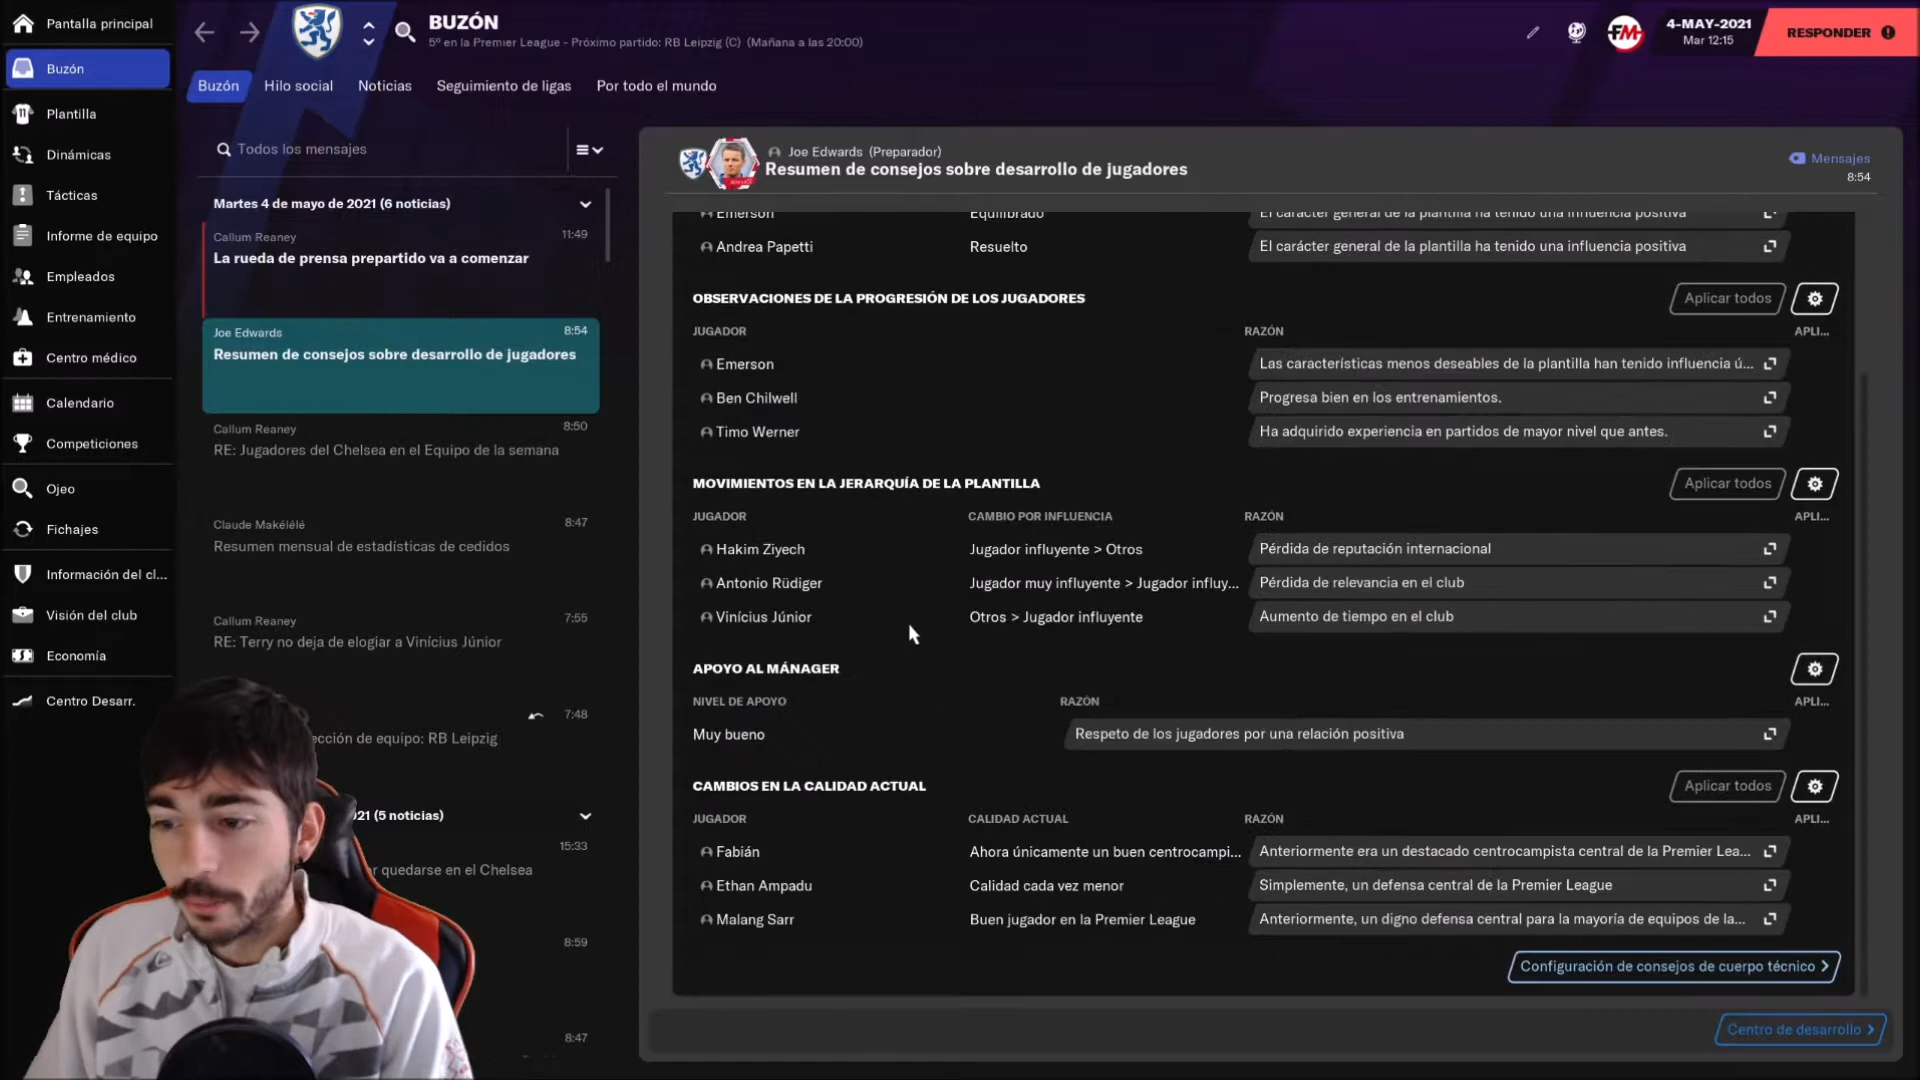 Pantalla principal
Buzón
Plantilla
Dinámicas
Tácticas
Informe de equipo
Empleados
Entrenamiento
Centro médico
Calendario
Competiciones
Ojeo
Fichajes
Información del cl...
Visión del club
Economía
Centro Desarr.
BUZÓN
5º en la Premier League - Próximo partido: RB Leipzig (C) (Mañana a las 20:00)
FM
4-MAY-2021
Mar 12:15
RESPONDER
Buzón
Hilo social
Noticias
Seguimiento de ligas
Por todo el mundo
Todos los mensajes
Martes 4 de mayo de 2021 (6 noticias)
Callum Reaney 11:49
La rueda de prensa prepartido va a comenzar
Joe Edwards 8:54
Resumen de consejos sobre desarrollo de jugadores
Callum Reaney 8:50
RE: Jugadores del Chelsea en el Equipo de la semana
Claude Makélélé 8:47
Resumen mensual de estadísticas de cedidos
Callum Reaney 7:55
RE: Terry no deja de elogiar a Vinícius Júnior
7:48
ección de equipo: RB Leipzig
21 (5 noticias)
15:33
r quedarse en el Chelsea
8:59
8:47
Joe Edwards (Preparador)
Resumen de consejos sobre desarrollo de jugadores
Mensajes
8:54
Emerson Equilibrado El carácter general de la plantilla ha tenido una influencia positiva
Andrea Papetti Resuelto El carácter general de la plantilla ha tenido una influencia positiva
OBSERVACIONES DE LA PROGRESIÓN DE LOS JUGADORES Aplicar todos
JUGADOR RAZÓN APLI...
Emerson Las características menos deseables de la plantilla han tenido influencia ú...
Ben Chilwell Progresa bien en los entrenamientos.
Timo Werner Ha adquirido experiencia en partidos de mayor nivel que antes.
MOVIMIENTOS EN LA JERARQUÍA DE LA PLANTILLA Aplicar todos
JUGADOR CAMBIO POR INFLUENCIA RAZÓN APLI...
Hakim Ziyech Jugador influyente > Otros Pérdida de reputación internacional
Antonio Rüdiger Jugador muy influyente > Jugador influy... Pérdida de relevancia en el club
Vinícius Júnior Otros > Jugador influyente Aumento de tiempo en el club
APOYO AL MÁNAGER
NIVEL DE APOYO RAZÓN APLI...
Muy bueno Respeto de los jugadores por una relación positiva
CAMBIOS EN LA CALIDAD ACTUAL Aplicar todos
JUGADOR CALIDAD ACTUAL RAZÓN APLI...
Fabián Ahora únicamente un buen centrocampi... Anteriormente era un destacado centrocampista central de la Premier Lea...
Ethan Ampadu Calidad cada vez menor Simplemente, un defensa central de la Premier League
Malang Sarr Buen jugador en la Premier League Anteriormente, un digno defensa central para la mayoría de equipos de la...
Configuración de consejos de cuerpo técnico >
Centro de desarrollo >